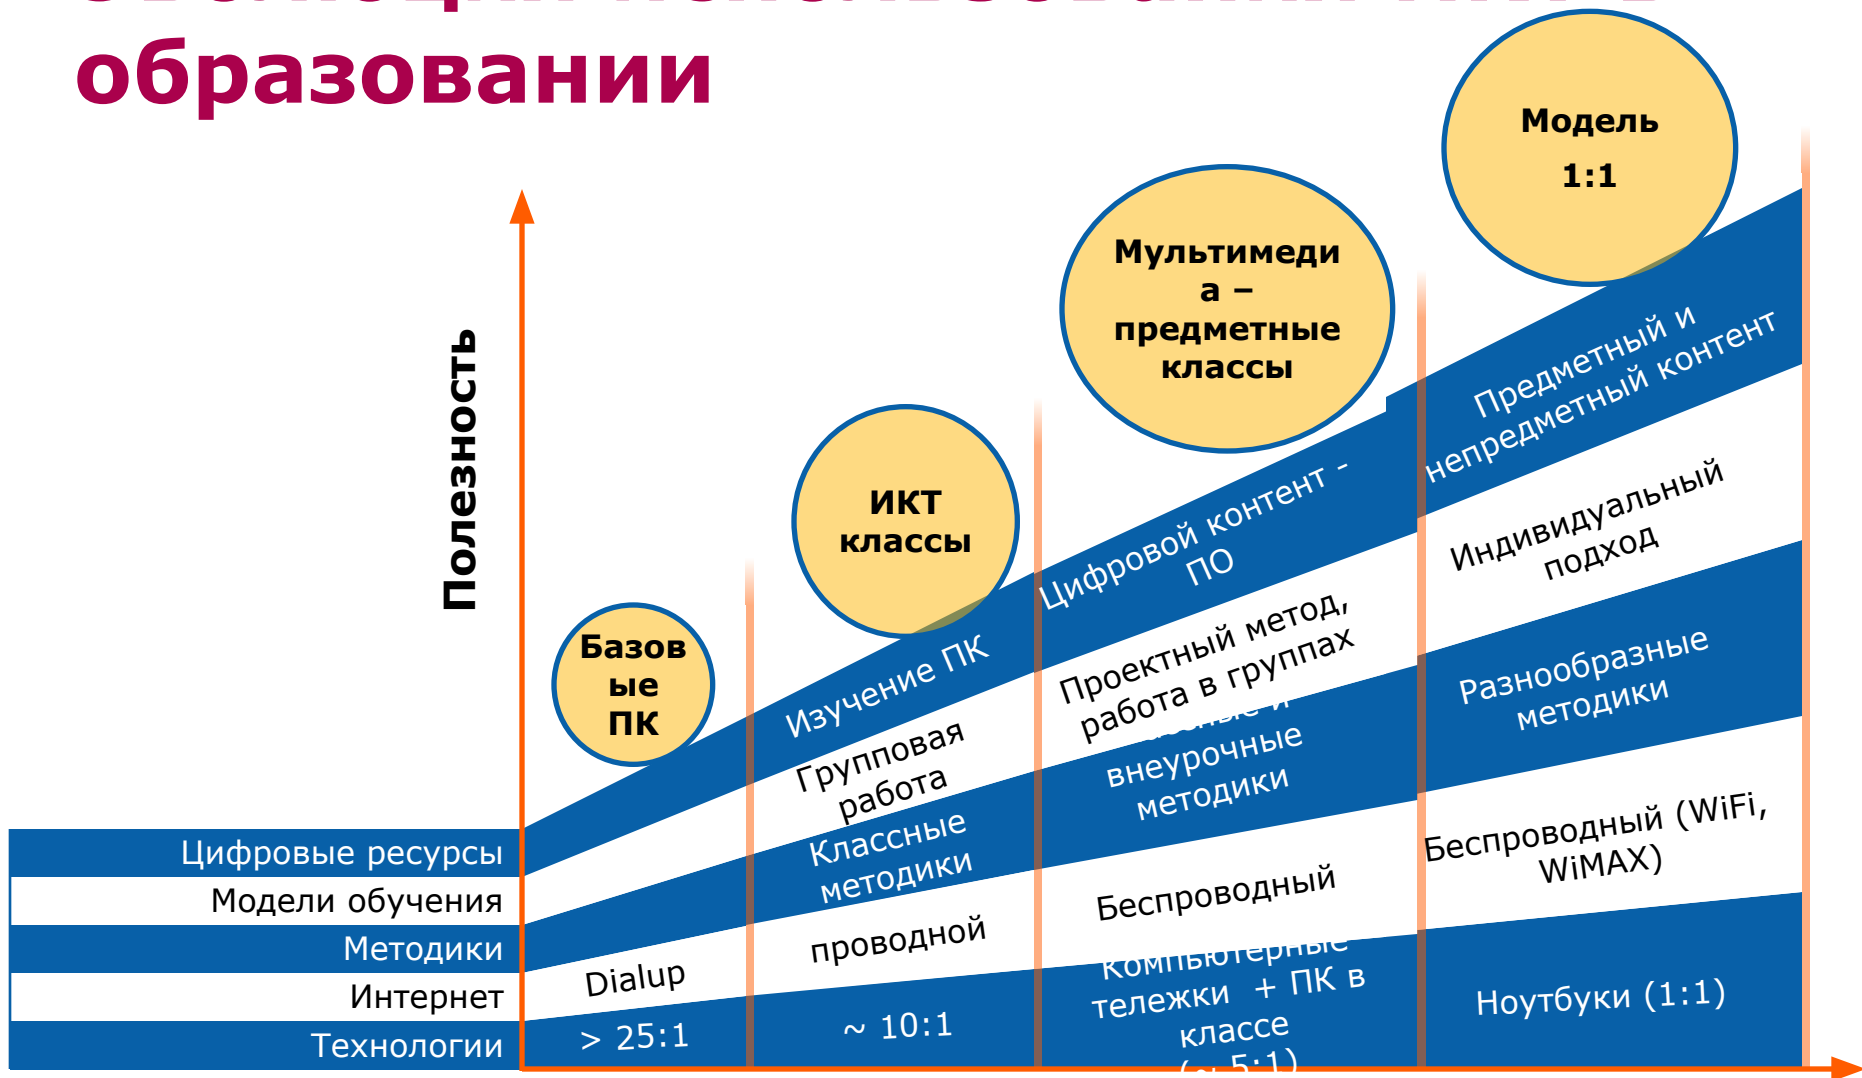 образовании
Модель
1:1
Мультимеди
а –
предметные
классы
ИКТ
классы
Базов
ые
ПК
Полезность
Предметный и
непредметный контент
Цифровой контент -
ПО
Изучение ПК
Индивидуальный
подход
Проектный метод,
работа в группах
Групповая
работа
Разнообразные
методики
и
внеурочные
методики
Классные
методики
Беспроводный (WiFi,
WiMAX)
Беспроводный
проводной
Dialup
Ноутбуки (1:1)
Компьютерные
тележки + ПК в
классе
(~ 5:1)
~ 10:1
> 25:1
Цифровые ресурсы
Модели обучения
Методики
Интернет
Технологии